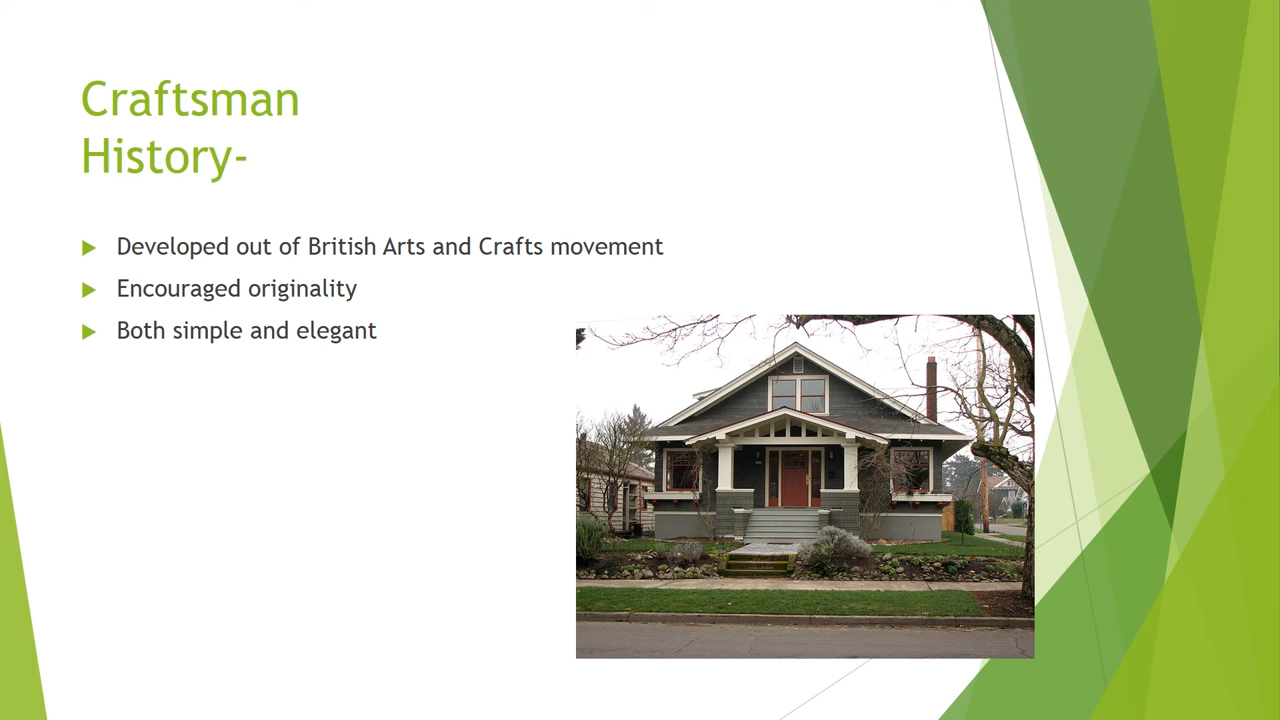 Craftsman
History-
Developed out of British Arts and Crafts movement
Encouraged originality
Both simple and elegant